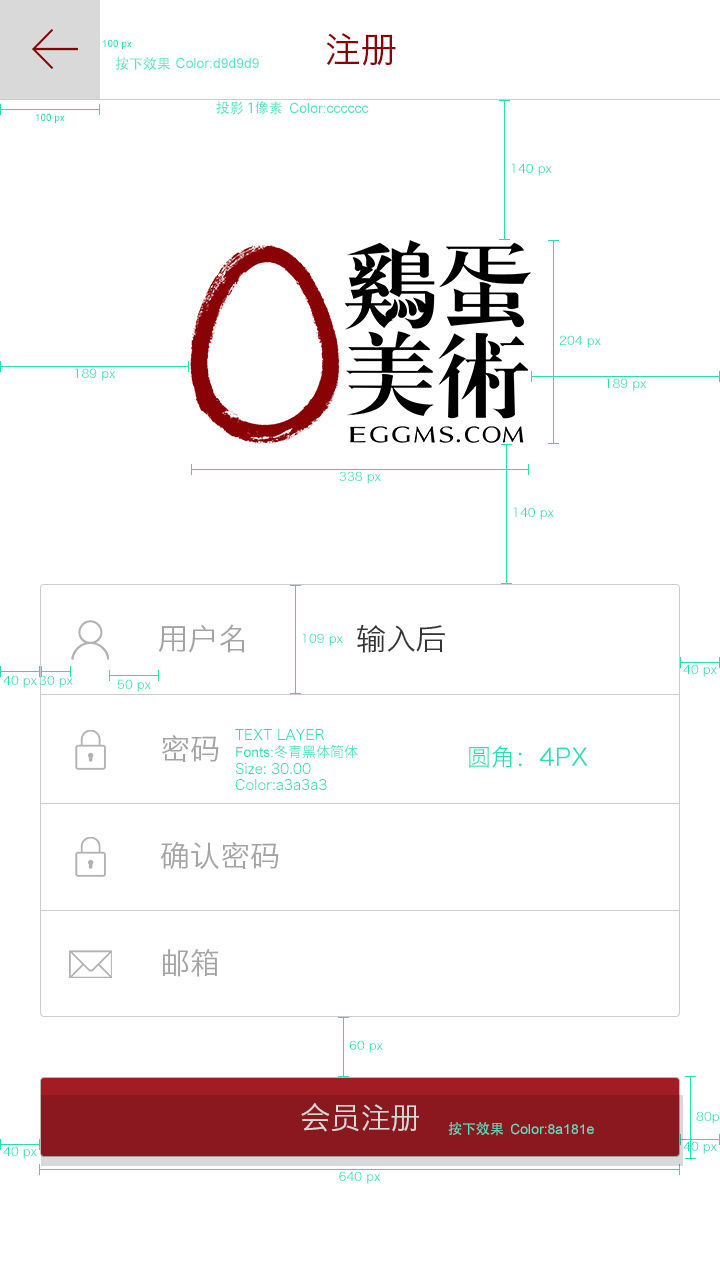 注册
100 px
按下效果 Color:d9d9d9
100 px
投影 1像素 Color:cccccc
140 px
鷄蛋
美術
EGGMS.COM
204 px
189 px
189 px
338 px
140 px
用户名
109 px
输入后
40 px
30 px
50 px
40 px
密码
TEXT LAYER
Fonts:冬青黑体简体
Size: 30.00
Color:a3a3a3
圆角：4PX
确认密码
邮箱
60 px
会员注册
按下效果 Color:8a181e
80p
40 px
40 px
640 px